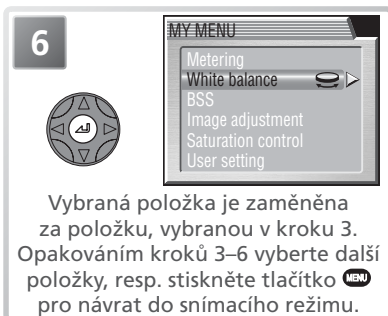 6
MY MENU
Metering
White balance
BSS
Image adjustment
Saturation control
User setting
Vybraná položka je zaměněna
za položku, vybranou v kroku 3.
Opakováním kroků 3–6 vyberte další
položky, resp. stiskněte tlačítko MENU
pro návrat do snímacího režimu.